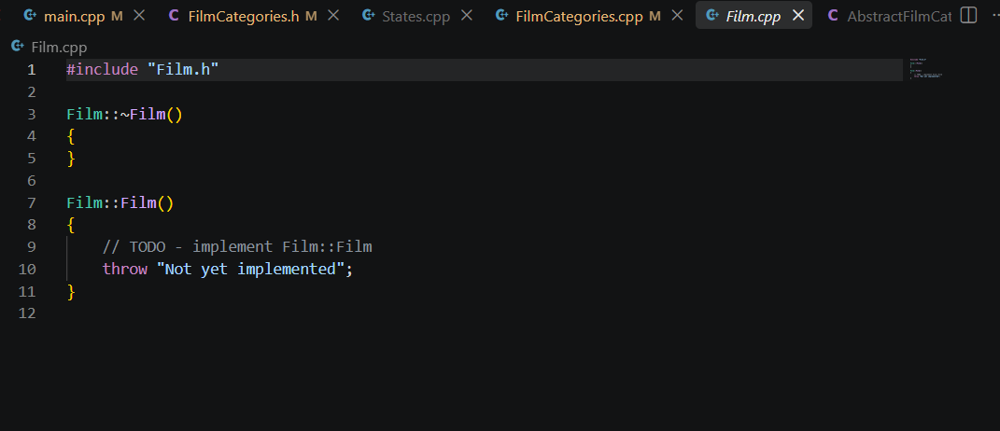 main.cpp M FilmCategories.h M States.cpp FilmCategories.cpp M Film.cpp AbstractFilmCat
Film.cpp
1 #include "Film.h"
2
3 Film::~Film()
4 {
5 }
6
7 Film::Film()
8 {
9 // TODO - implement Film::Film
10 throw "Not yet implemented";
11 }
12